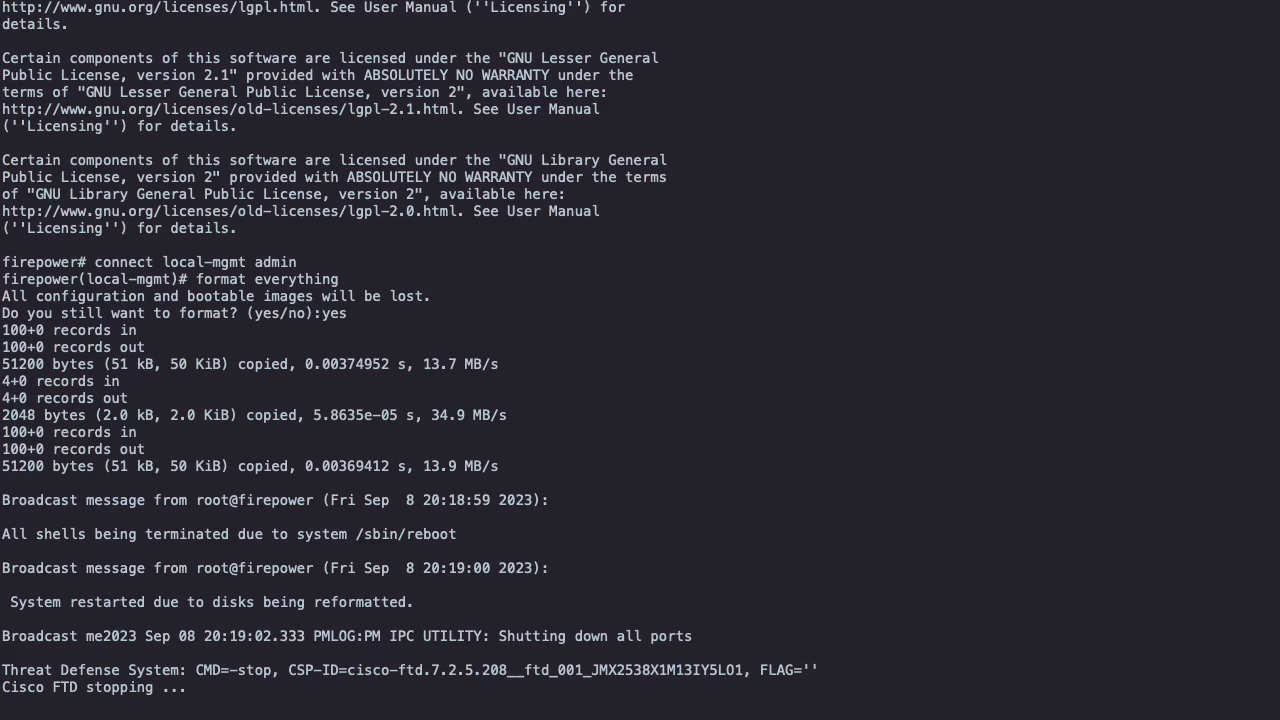 http://www.gnu.org/licenses/lgpl.html. See User Manual (''Licensing'') for
details.
Certain components of this software are licensed under the "GNU Lesser General
Public License, version 2.1" provided with ABSOLUTELY NO WARRANTY under the
terms of "GNU Lesser General Public License, version 2", available here:
http://www.gnu.org/licenses/old-licenses/lgpl-2.1.html. See User Manual
(''Licensing'') for details.
Certain components of this software are licensed under the "GNU Library General
Public License, version 2" provided with ABSOLUTELY NO WARRANTY under the terms
of "GNU Library General Public License, version 2", available here:
http://www.gnu.org/licenses/old-licenses/lgpl-2.0.html. See User Manual
(''Licensing'') for details.
firepower# connect local-mgmt admin
firepower(local-mgmt)# format everything
All configuration and bootable images will be lost.
Do you still want to format? (yes/no):yes
100+0 records in
100+0 records out
51200 bytes (51 kB, 50 KiB) copied, 0.00374952 s, 13.7 MB/s
4+0 records in
4+0 records out
2048 bytes (2.0 kB, 2.0 KiB) copied, 5.8635e-05 s, 34.9 MB/s
100+0 records in
100+0 records out
51200 bytes (51 kB, 50 KiB) copied, 0.00369412 s, 13.9 MB/s
Broadcast message from root@firepower (Fri Sep  8 20:18:59 2023):
All shells being terminated due to system /sbin/reboot
Broadcast message from root@firepower (Fri Sep  8 20:19:00 2023):
System restarted due to disks being reformatted.
Broadcast me2023 Sep 08 20:19:02.333 PMLOG:PM IPC UTILITY: Shutting down all ports
Threat Defense System: CMD=-stop, CSP-ID=cisco-ftd.7.2.5.208__ftd_001_JMX2538X1M13IY5LO1, FLAG=''
Cisco FTD stopping ...